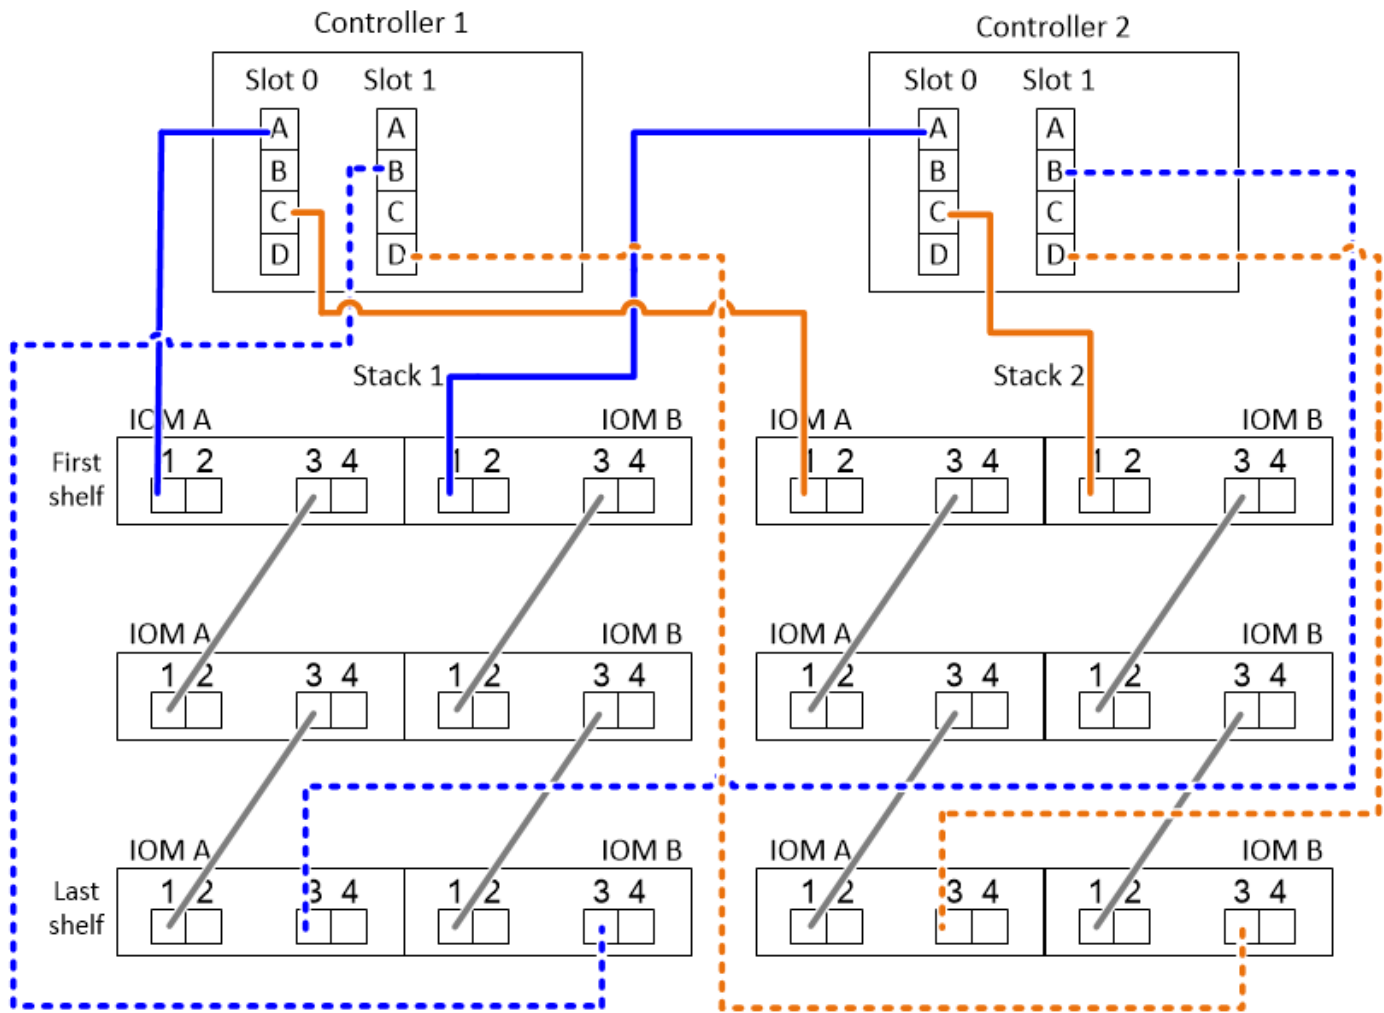 Controller 1
Controller 2
Slot 0 Slot 1
Slot 0 Slot 1
A A
A A
B B
B B
C C
C C
D D
D D
Stack 1
Stack 2
IOM A IOM B
IOM A IOM B
First
shelf
1 2 3 4 1 2 3 4
1 2 3 4 1 2 3 4
IOM A IOM B
IOM A IOM B
1 2 3 4 1 2 3 4
1 2 3 4 1 2 3 4
IOM A IOM B
IOM A IOM B
Last
shelf
1 2 3 4 1 2 3 4
1 2 3 4 1 2 3 4